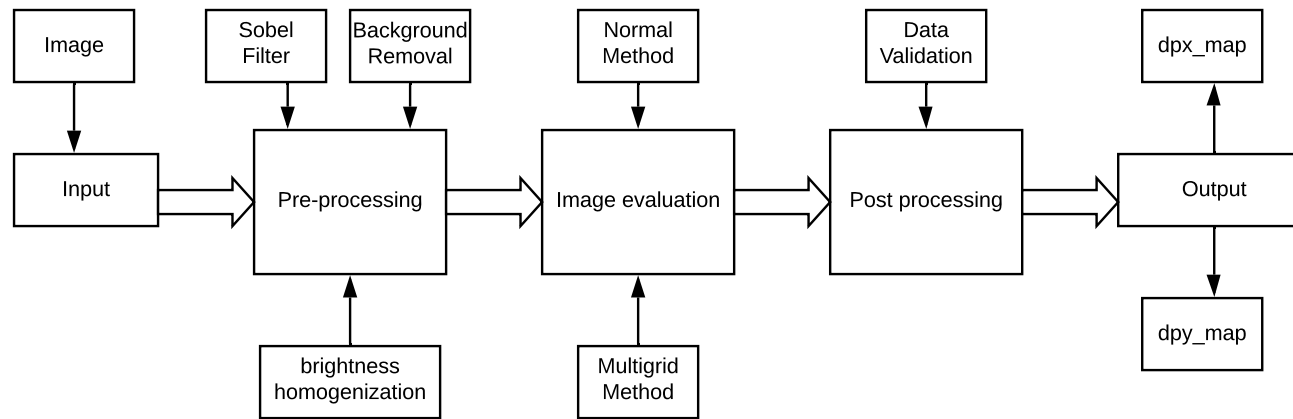 Image
Sobel
Filter
Background
Removal
Normal
Method
Data
Validation
dpx_map
Input
Pre-processing
Image evaluation
Post processing
Output
brightness
homogenization
Multigrid
Method
dpy_map